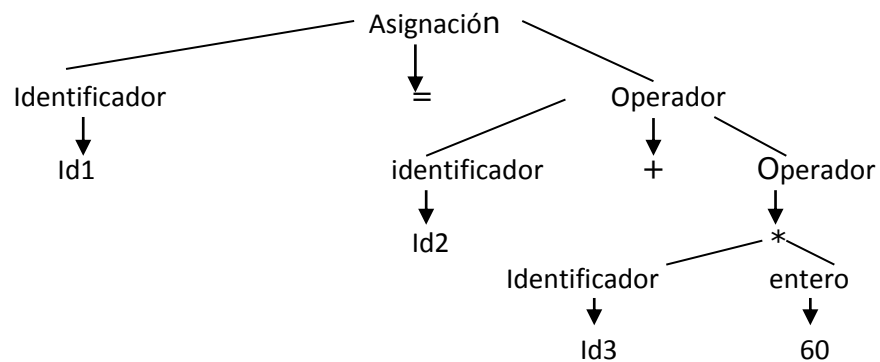 Asignación
Identificador = Operador
Id1 identificador + Operador
Id2 *
Identificador entero
Id3 60